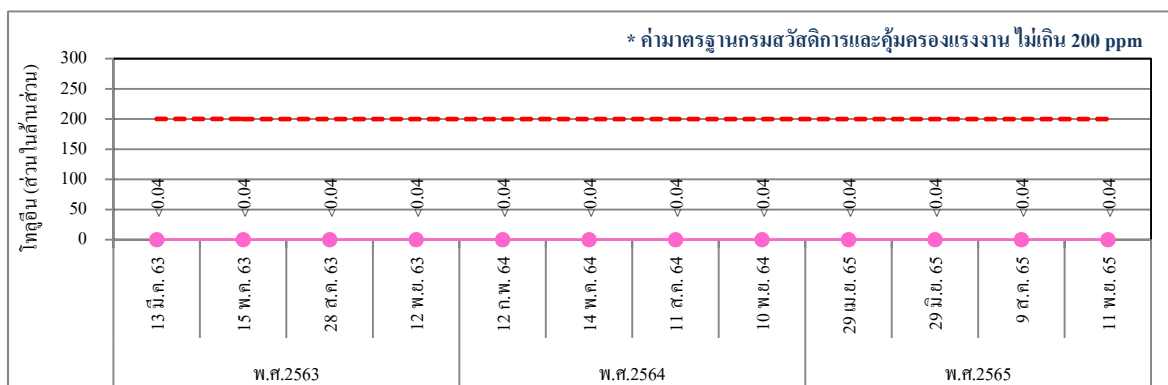 * ค่ามาตรฐานกรมสวัสดิการและคุ้มครองแรงงาน ไม่เกิน 200 ppm
โทลูอีน (ส่วนในล้านส่วน)
300
250
200
150
100
50
0
<0.04 <0.04 <0.04 <0.04 <0.04 <0.04 <0.04 <0.04 <0.04 <0.04 <0.04 <0.04
13 มี.ค. 63
15 พ.ค. 63
28 ส.ค. 63
12 พ.ย. 63
12 ก.พ. 64
14 พ.ค. 64
11 ส.ค. 64
10 พ.ย. 64
29 เม.ย. 65
29 มิ.ย. 65
9 ส.ค. 65
11 พ.ย. 65
พ.ศ.2563 พ.ศ.2564 พ.ศ.2565